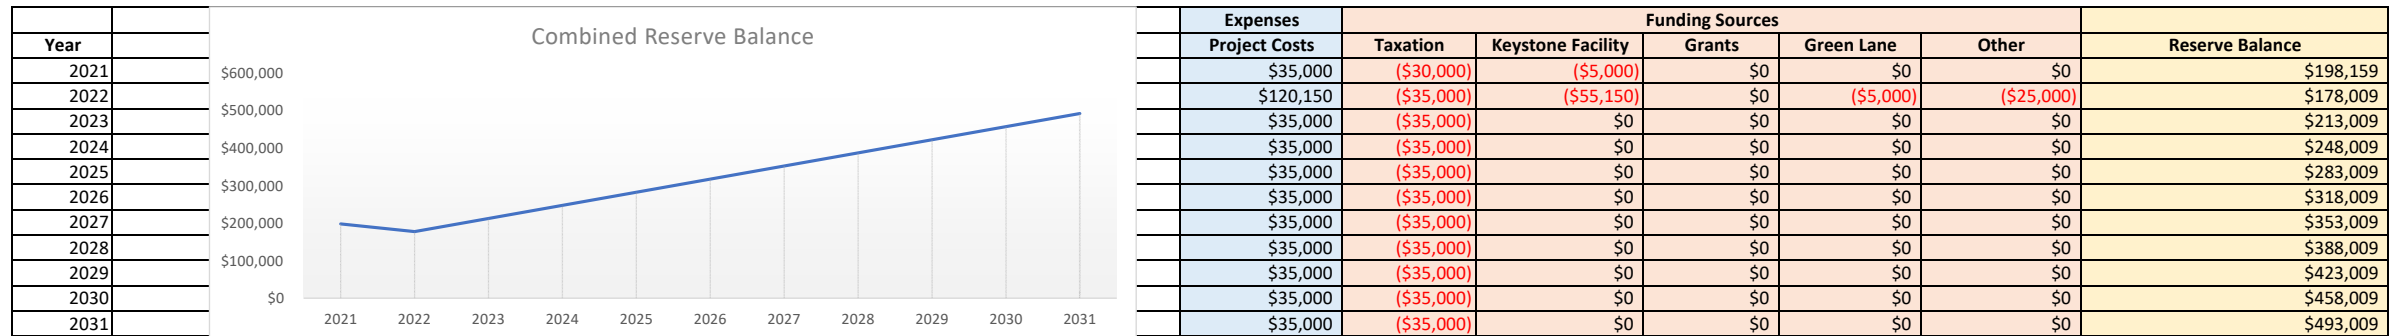 Expenses Funding Sources
Year Project Costs Taxation Keystone Facility Grants Green Lane Other Reserve Balance
2021 $35,000 ($30,000) ($5,000) $0 $0 $0 $198,159
2022 $120,150 ($35,000) ($55,150) $0 ($5,000) ($25,000) $178,009
2023 $35,000 ($35,000) $0 $0 $0 $0 $213,009
2024 $35,000 ($35,000) $0 $0 $0 $0 $248,009
2025 $35,000 ($35,000) $0 $0 $0 $0 $283,009
2026 $35,000 ($35,000) $0 $0 $0 $0 $318,009
2027 $35,000 ($35,000) $0 $0 $0 $0 $353,009
2028 $35,000 ($35,000) $0 $0 $0 $0 $388,009
2029 $35,000 ($35,000) $0 $0 $0 $0 $423,009
2030 $35,000 ($35,000) $0 $0 $0 $0 $458,009
2031 $35,000 ($35,000) $0 $0 $0 $0 $493,009
Combined Reserve Balance
$600,000
$500,000
$400,000
$300,000
$200,000
$100,000
$0
2021 2022 2023 2024 2025 2026 2027 2028 2029 2030 2031